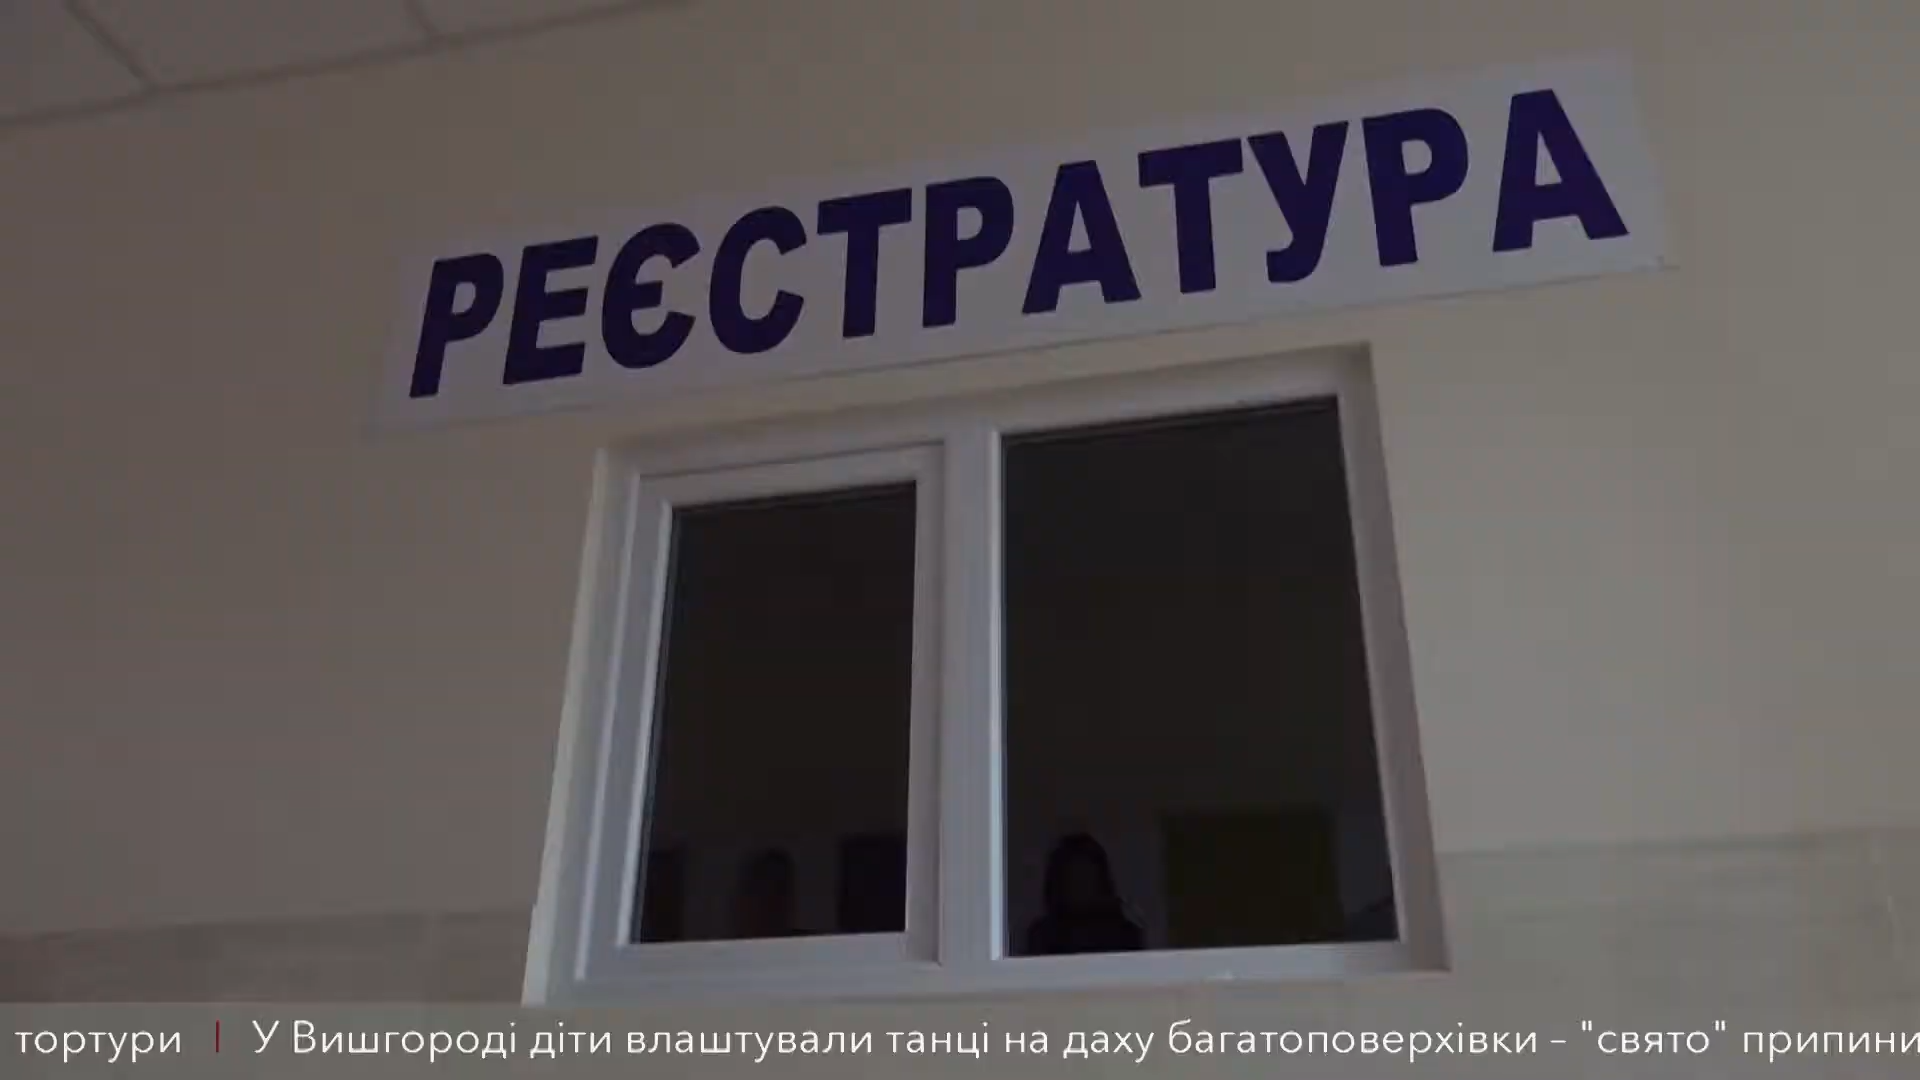 РЕЄСТРАТУРА
тортури | У Вишгороді діти влаштували танці на даху багатоповерхівки – "свято" припини